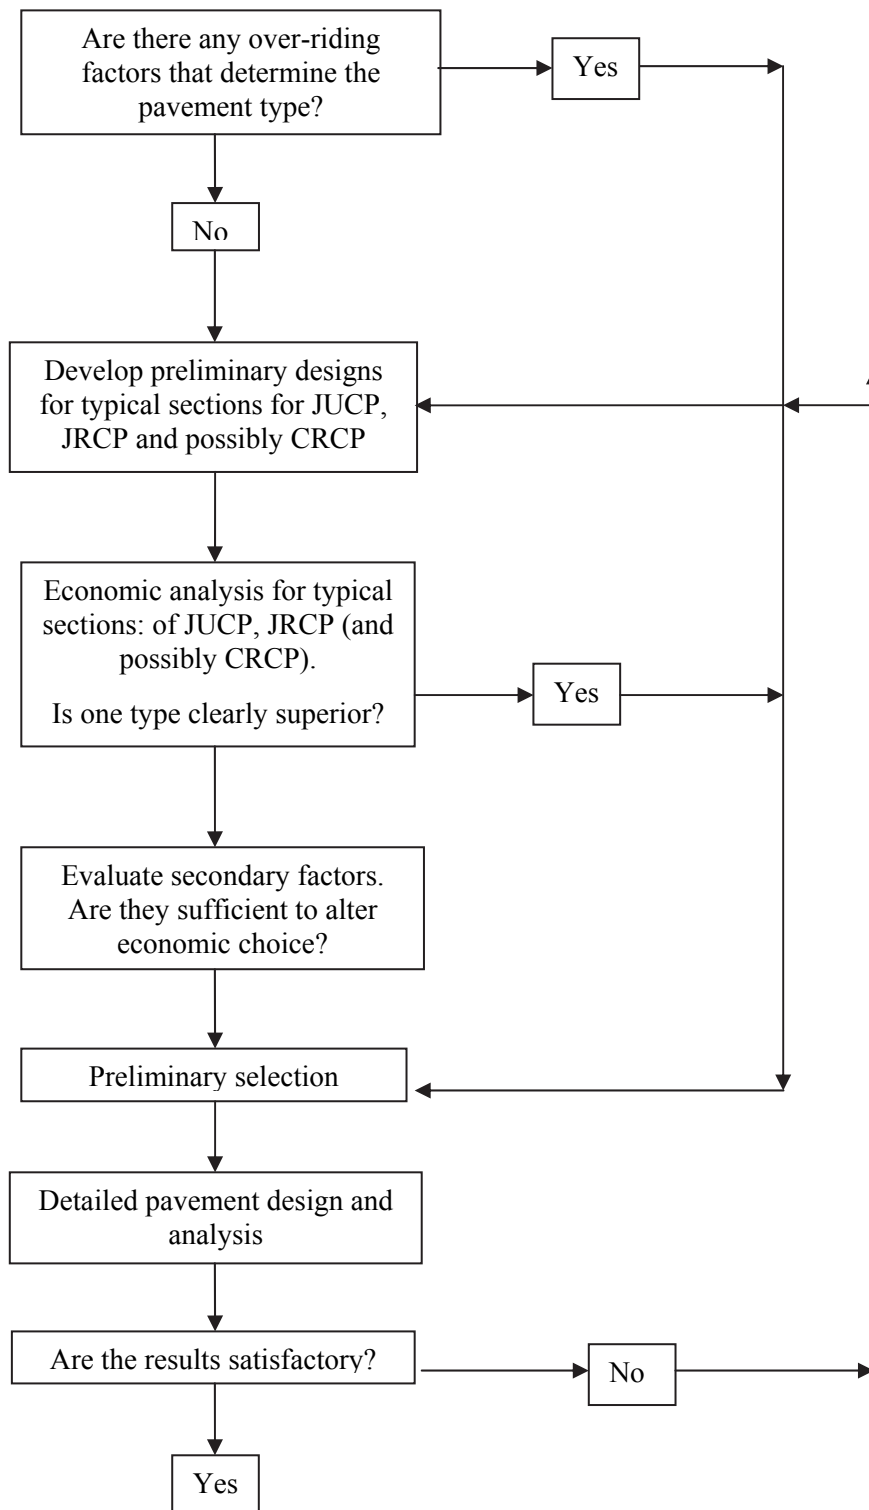 Are there any over-riding
factors that determine the
pavement type?
Yes
No
Develop preliminary designs
for typical sections for JUCP,
JRCP and possibly CRCP
Economic analysis for typical
sections: of JUCP, JRCP (and
possibly CRCP).
Is one type clearly superior?
Yes
Evaluate secondary factors.
Are they sufficient to alter
economic choice?
Preliminary selection
Detailed pavement design and
analysis
Are the results satisfactory?
No
Yes